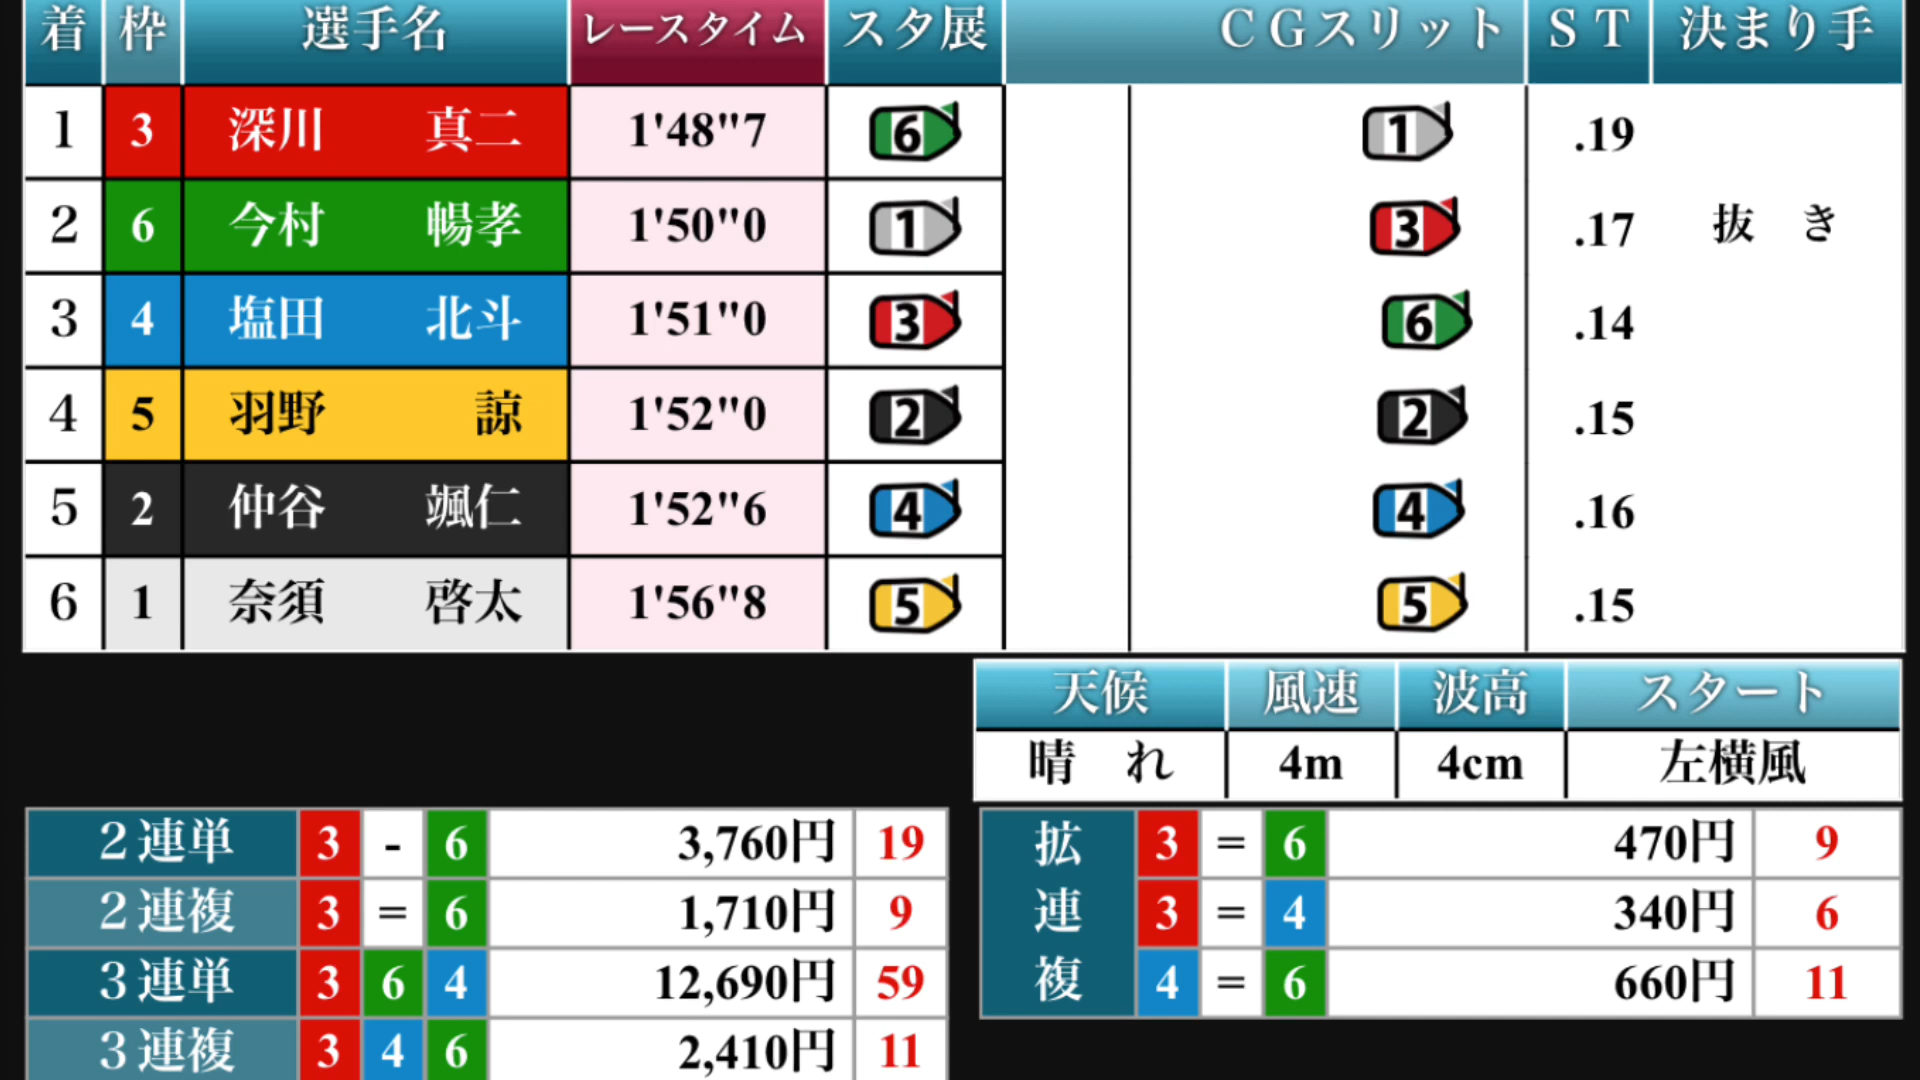 着 枠 選手名 レースタイム スタ展 CGスリット ST 決まり手
1 3 深川 真二 1'48"7 6 1 .19
2 6 今村 暢孝 1'50"0 1 3 .17 抜 き
3 4 塩田 北斗 1'51"0 3 6 .14
4 5 羽野 諒 1'52"0 2 2 .15
5 2 仲谷 颯仁 1'52"6 4 4 .16
6 1 奈須 啓太 1'56"8 5 5 .15
天候 風速 波高 スタート
晴 れ 4m 4cm 左横風
2連単 3 - 6 3,760円 19
2連複 3 = 6 1,710円 9
3連単 3 6 4 12,690円 59
3連複 3 4 6 2,410円 11
拡 3 = 6 470円 9
連 3 = 4 340円 6
複 4 = 6 660円 11